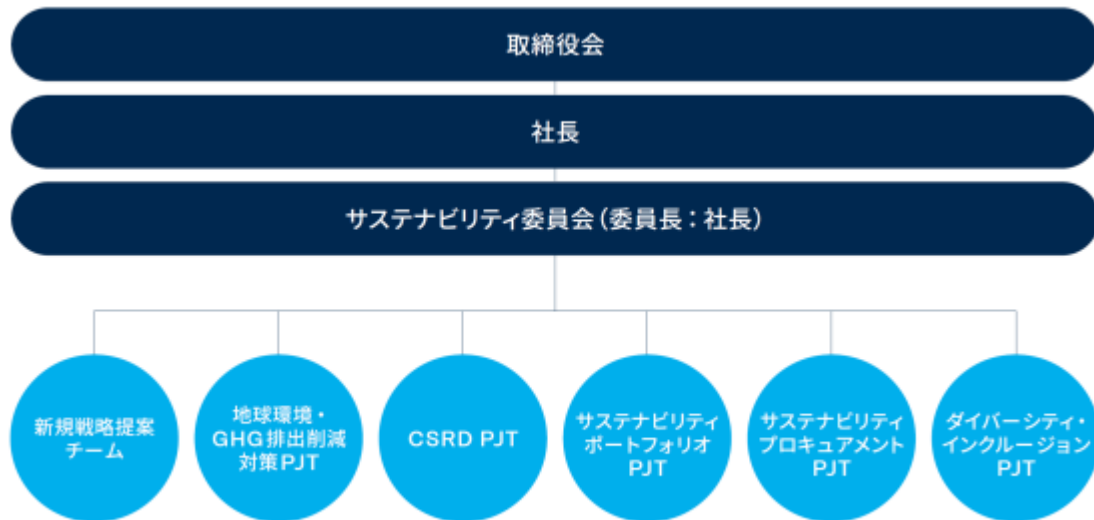 取締役会
社長
サステナビリティ委員会（委員長：社長）
新規戦略提案
チーム
地球環境・
GHG排出削減
対策PJT
CSRD PJT
サステナビリティ
ポートフォリオ
PJT
サステナビリティ
プロキュアメント
PJT
ダイバーシティ・
インクルージョン
PJT